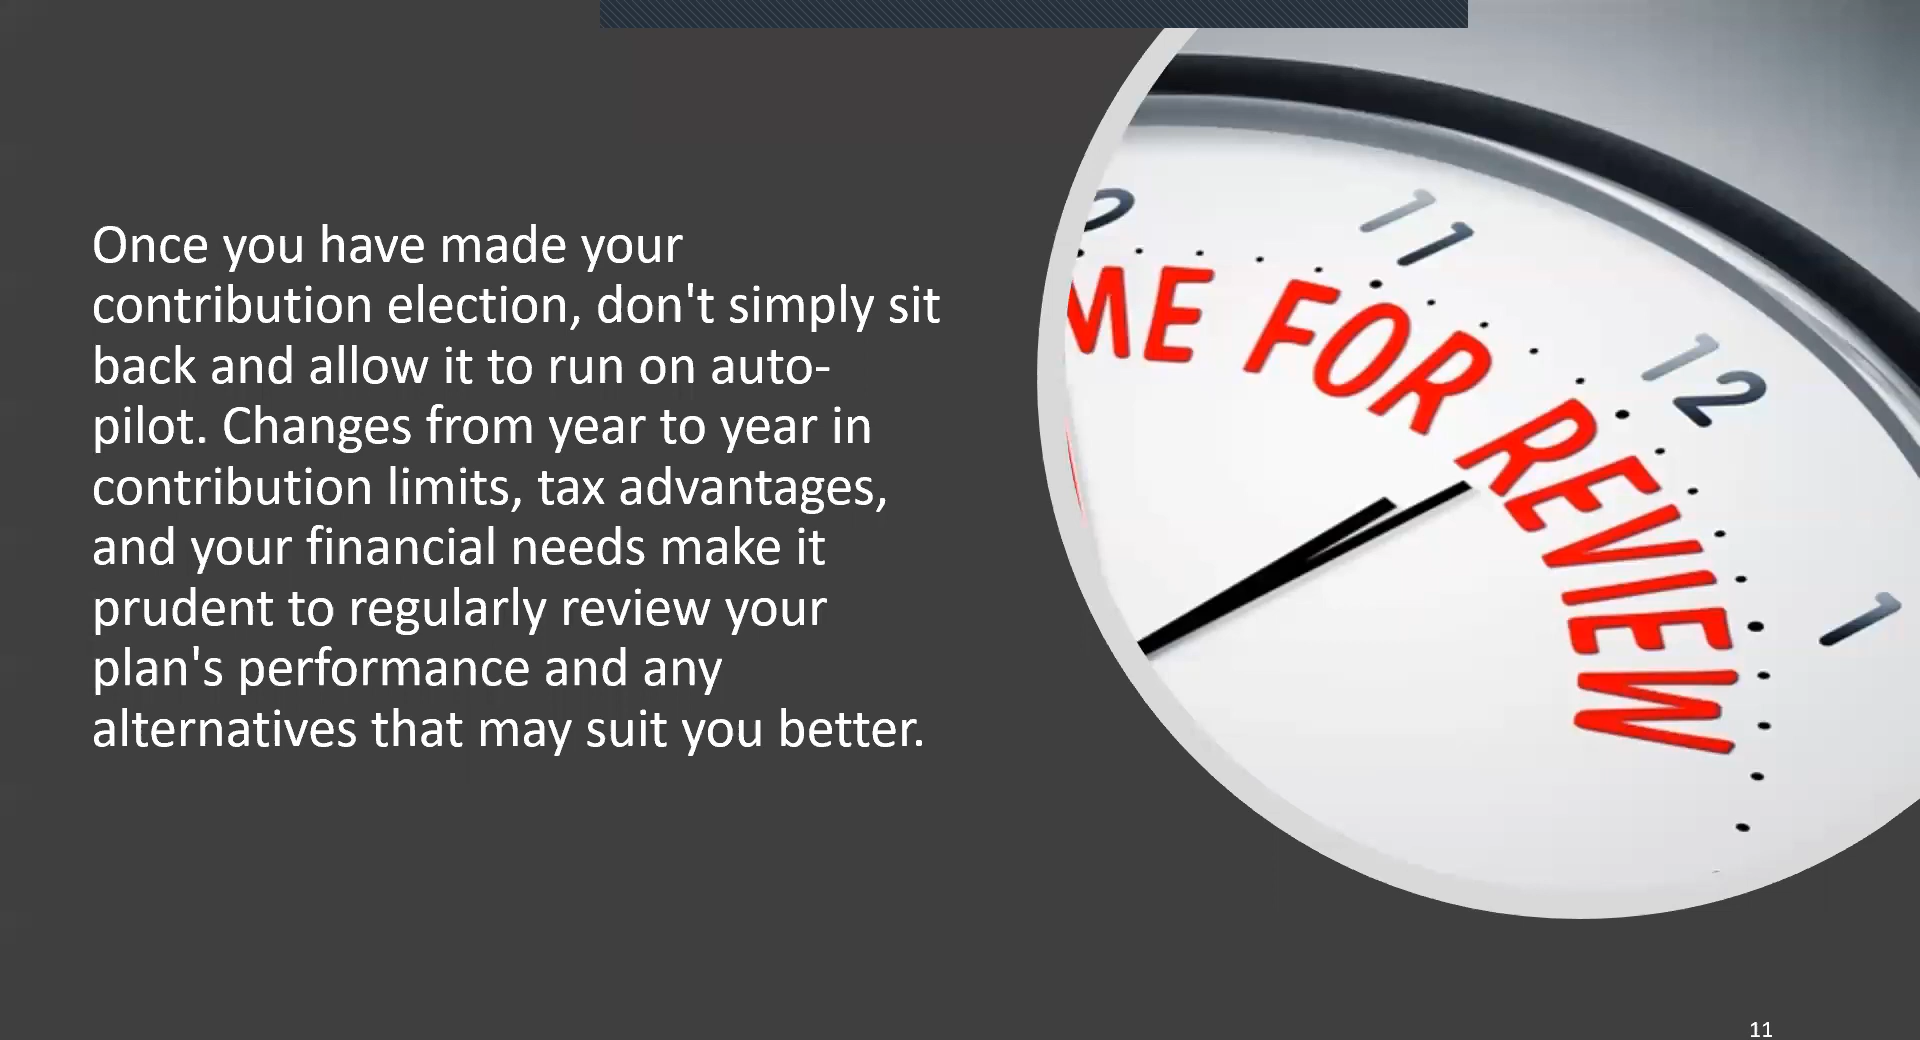 Once you have made your
contribution election, don't simply sit
back and allow it to run on auto-
pilot. Changes from year to year in
contribution limits, tax advantages,
and your financial needs make it
prudent to regularly review your
plan's performance and any
alternatives that may suit you better.
11
12
1
ME FOR REVIEW
11